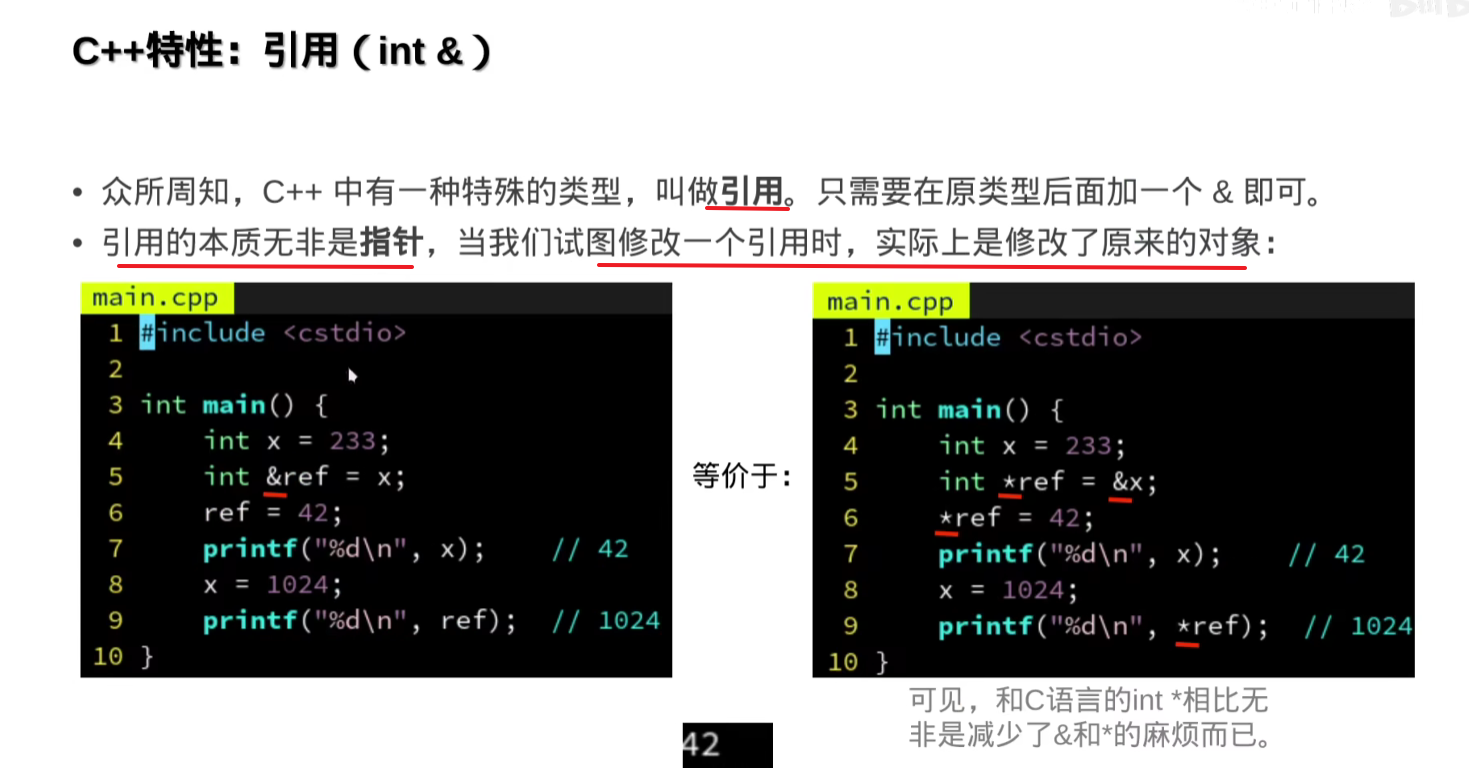 C++特性：引用（int &）
• 众所周知，C++ 中有一种特殊的类型，叫做引用。只需要在原类型后面加一个 & 即可。
• 引用的本质无非是指针，当我们试图修改一个引用时，实际上是修改了原来的对象：
main.cpp
1 #include <cstdio>
2
3 int main() {
4     int x = 233;
5     int &ref = x;
6     ref = 42;
7     printf("%d\n", x);    // 42
8     x = 1024;
9     printf("%d\n", ref);  // 1024
10 }
等价于：
main.cpp
1 #include <cstdio>
2
3 int main() {
4     int x = 233;
5     int *ref = &x;
6     *ref = 42;
7     printf("%d\n", x);    // 42
8     x = 1024;
9     printf("%d\n", *ref);  // 1024
10 }
可见，和C语言的int *相比无
非是减少了&和*的麻烦而已。
42